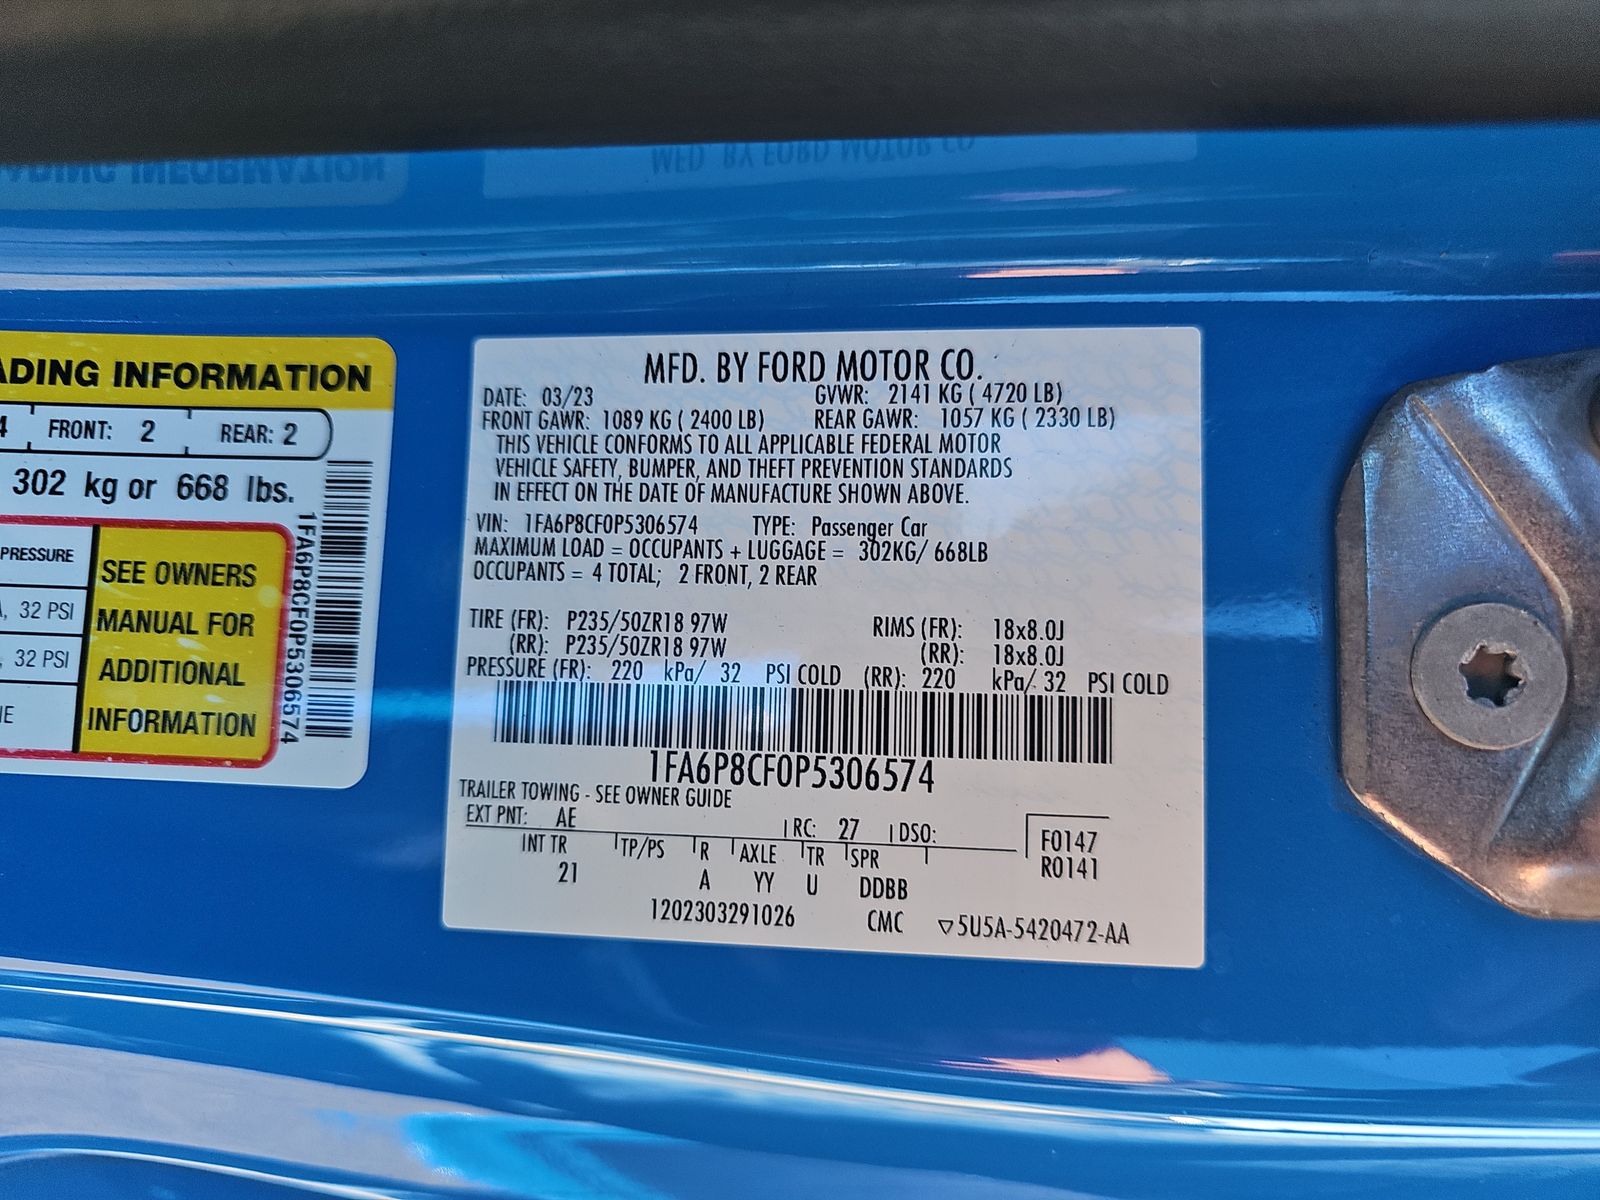 ADING INFORMATION
4 FRONT: 2 REAR: 2
302 kg or 668 lbs.
PRESSURE
32 PSI
32 PSI
SEE OWNERS
MANUAL FOR
ADDITIONAL
INFORMATION
1FA6P8CF0P5306574
MFD. BY FORD MOTOR CO.
DATE: 03/23 GVWR: 2141 KG ( 4720 LB)
FRONT GAWR: 1089 KG ( 2400 LB) REAR GAWR: 1057 KG ( 2330 LB)
THIS VEHICLE CONFORMS TO ALL APPLICABLE FEDERAL MOTOR
VEHICLE SAFETY, BUMPER, AND THEFT PREVENTION STANDARDS
IN EFFECT ON THE DATE OF MANUFACTURE SHOWN ABOVE.
VIN: 1FA6P8CF0P5306574 TYPE: Passenger Car
MAXIMUM LOAD = OCCUPANTS + LUGGAGE = 302KG/ 668LB
OCCUPANTS = 4 TOTAL; 2 FRONT, 2 REAR
TIRE (FR): P235/50ZR18 97W RIMS (FR): 18x8.0J
(RR): P235/50ZR18 97W (RR): 18x8.0J
PRESSURE (FR): 220 kPa/ 32 PSI COLD (RR): 220 kPa/ 32 PSI COLD
1FA6P8CF0P5306574
TRAILER TOWING - SEE OWNER GUIDE
EXT PNT: AE RC: 27 DSO:
INT TR TP/PS R AXLE TR SPR
21 A YY U DDBB
F0147
R0141
1202303291026 CMC ▽5U5A-5420472-AA